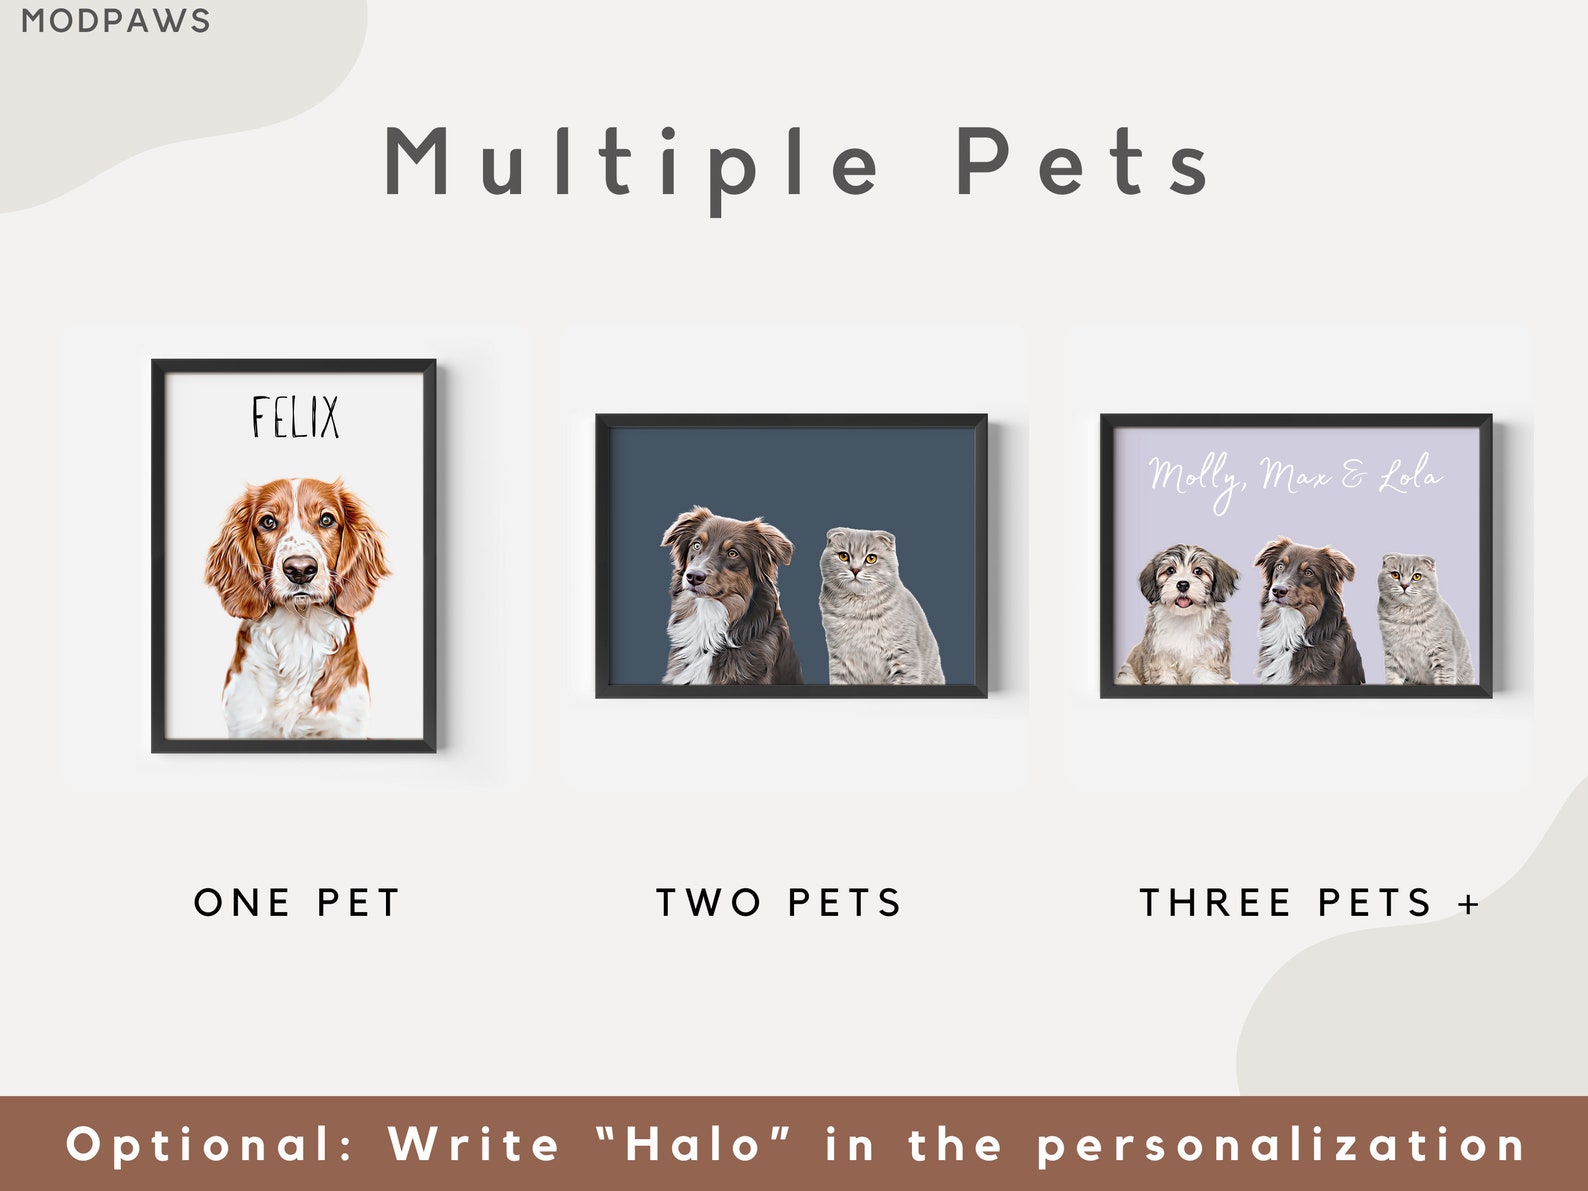 MODPAWS
Multiple Pets
FELIX
Molly, Max & Lola
ONE PET
TWO PETS
THREE PETS +
Optional: Write “Halo” in the personalization